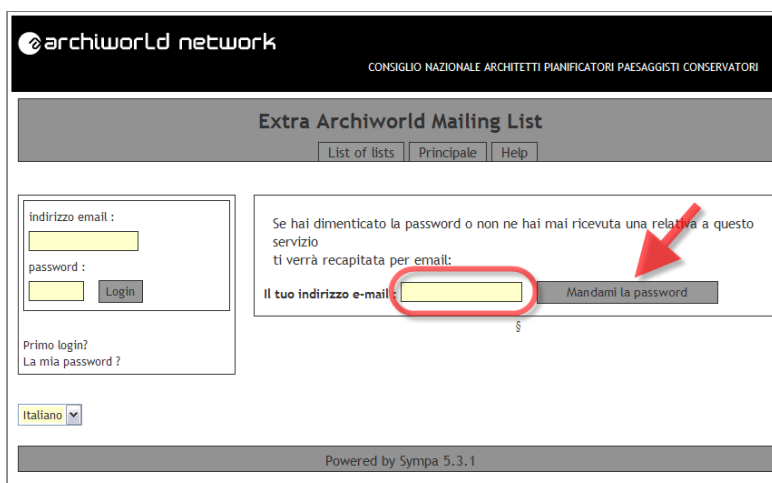 archiworld network
CONSIGLIO NAZIONALE ARCHITETTI PIANIFICATORI PAESAGGISTI CONSERVATORI
Extra Archiworld Mailing List
List of lists Principale Help
indirizzo email :
password :
Login
Primo login?
La mia password ?
Se hai dimenticato la password o non ne hai mai ricevuta una relativa a questo
servizio
ti verrà recapitata per email:
Il tuo indirizzo e-mail : Mandami la password
§
Italiano
Powered by Sympa 5.3.1